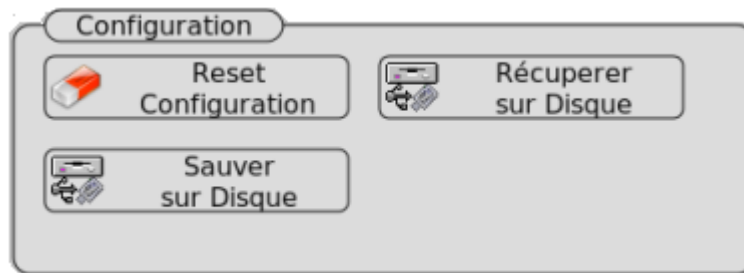 Configuration
Reset
Configuration
Récuperer
sur Disque
Sauver
sur Disque